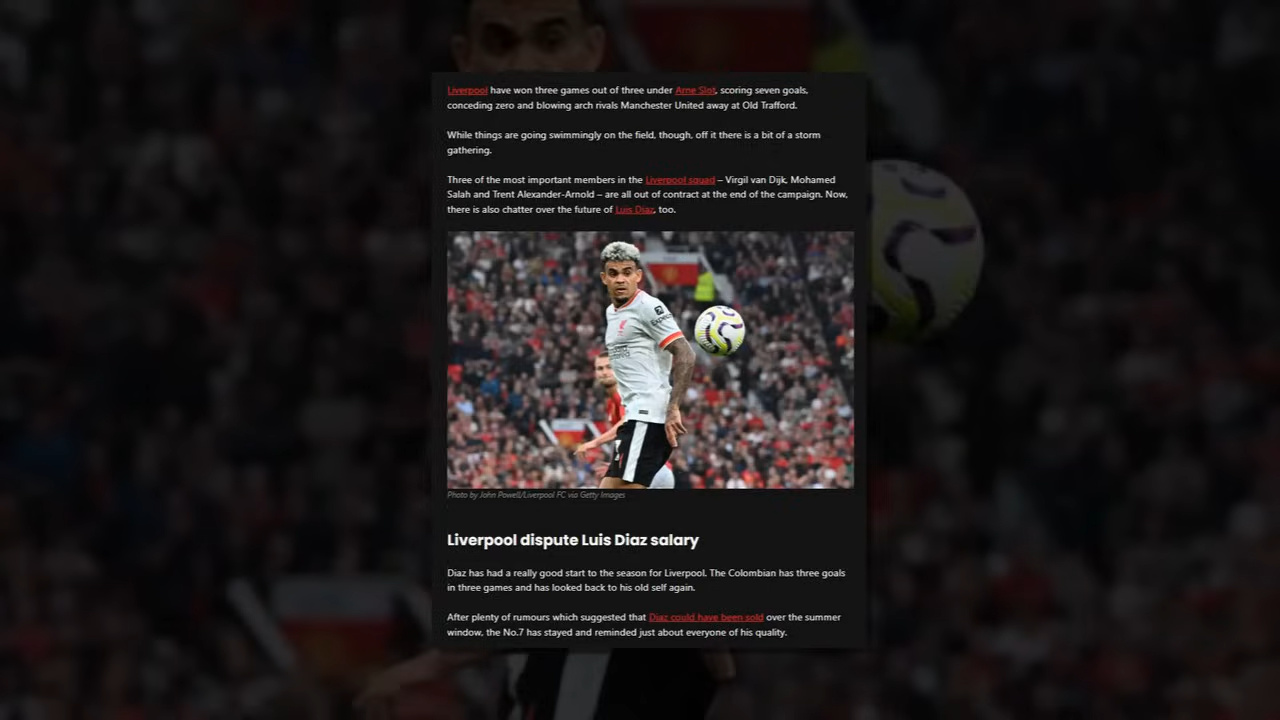 Liverpool have won three games out of three under Arne Slot, scoring seven goals,
conceding zero and blowing arch rivals Manchester United away at Old Trafford.
While things are going swimmingly on the field, though, off it there is a bit of a storm
gathering.
Three of the most important members in the Liverpool squad – Virgil van Dijk, Mohamed
Salah and Trent Alexander-Arnold – are all out of contract at the end of the campaign. Now,
there is also chatter over the future of Luis Diaz, too.
Photo by John Powell/Liverpool FC via Getty Images
Liverpool dispute Luis Diaz salary
Diaz has had a really good start to the season for Liverpool. The Colombian has three goals
in three games and has looked back to his old self again.
After plenty of rumours which suggested that Diaz could have been sold over the summer
window, the No.7 has stayed and reminded just about everyone of his quality.